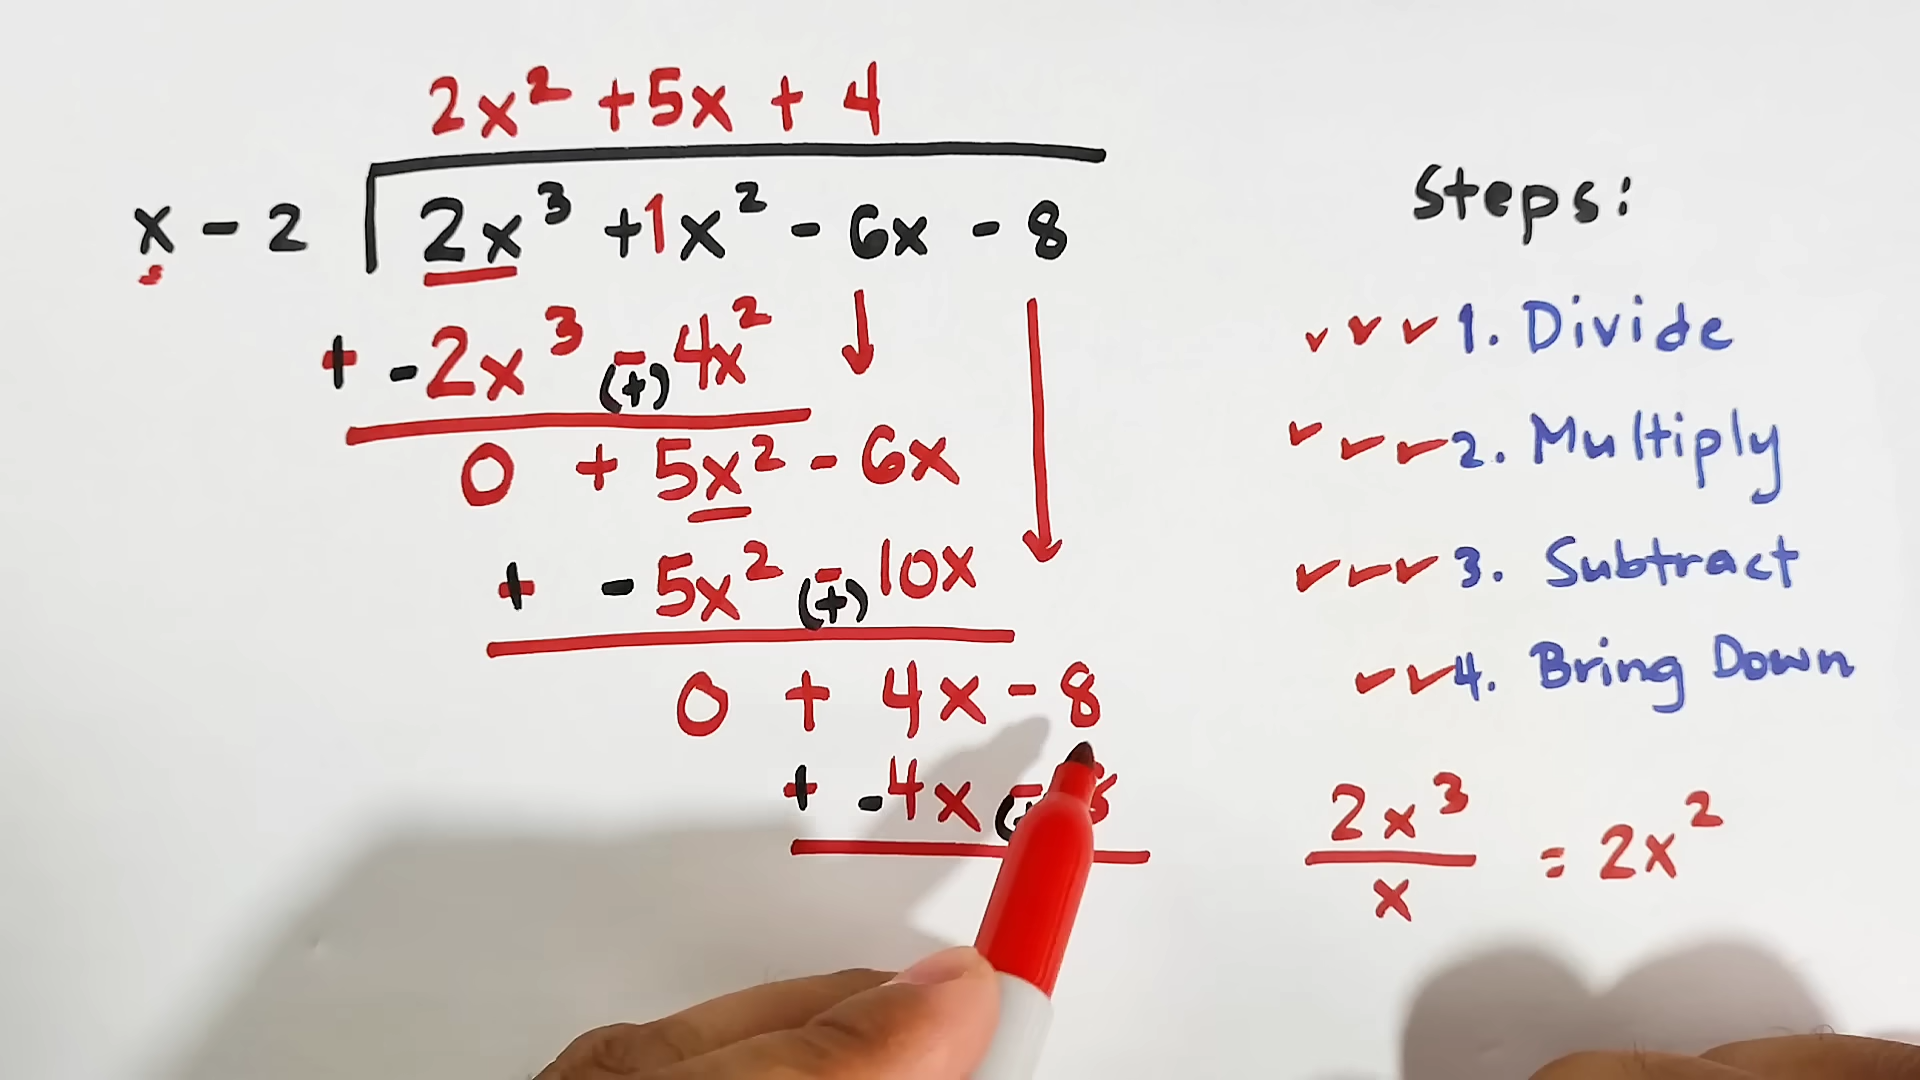 2x² +5x + 4
x - 2 2x³ +1x² - 6x - 8
+ -2x³ (+) - 4x²
0 + 5x² - 6x
+ -5x² (+) - 10x
0 + 4x - 8
+ -4x -
Steps:
1. Divide
2. Multiply
3. Subtract
4. Bring Down
2x³/x = 2x²